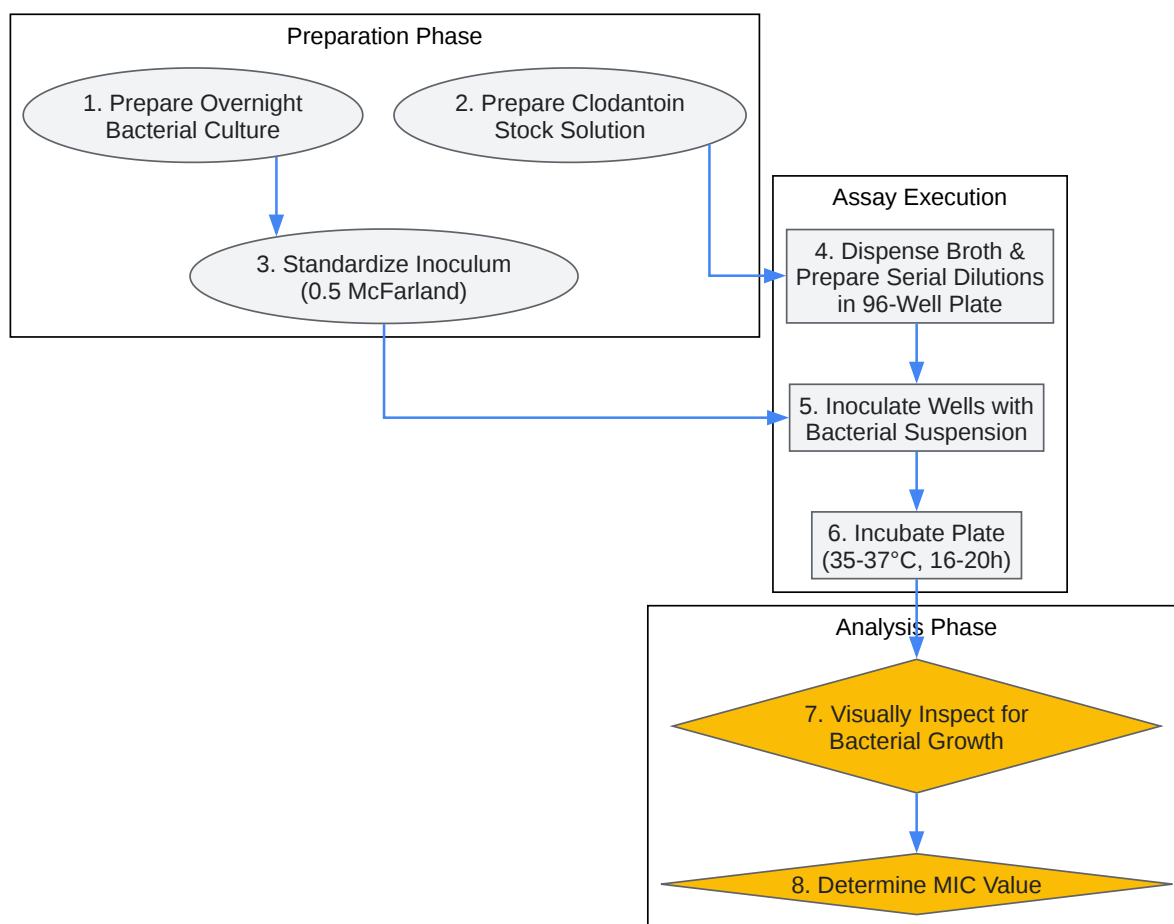 Preparation Phase
1. Prepare Overnight
Bacterial Culture
2. Prepare Clodantoin
Stock Solution
3. Standardize Inoculum
(0.5 McFarland)
Assay Execution
4. Dispense Broth &
Prepare Serial Dilutions
in 96-Well Plate
5. Inoculate Wells with
Bacterial Suspension
6. Incubate Plate
(35-37°C, 16-20h)
Analysis Phase
7. Visually Inspect for
Bacterial Growth
8. Determine MIC Value